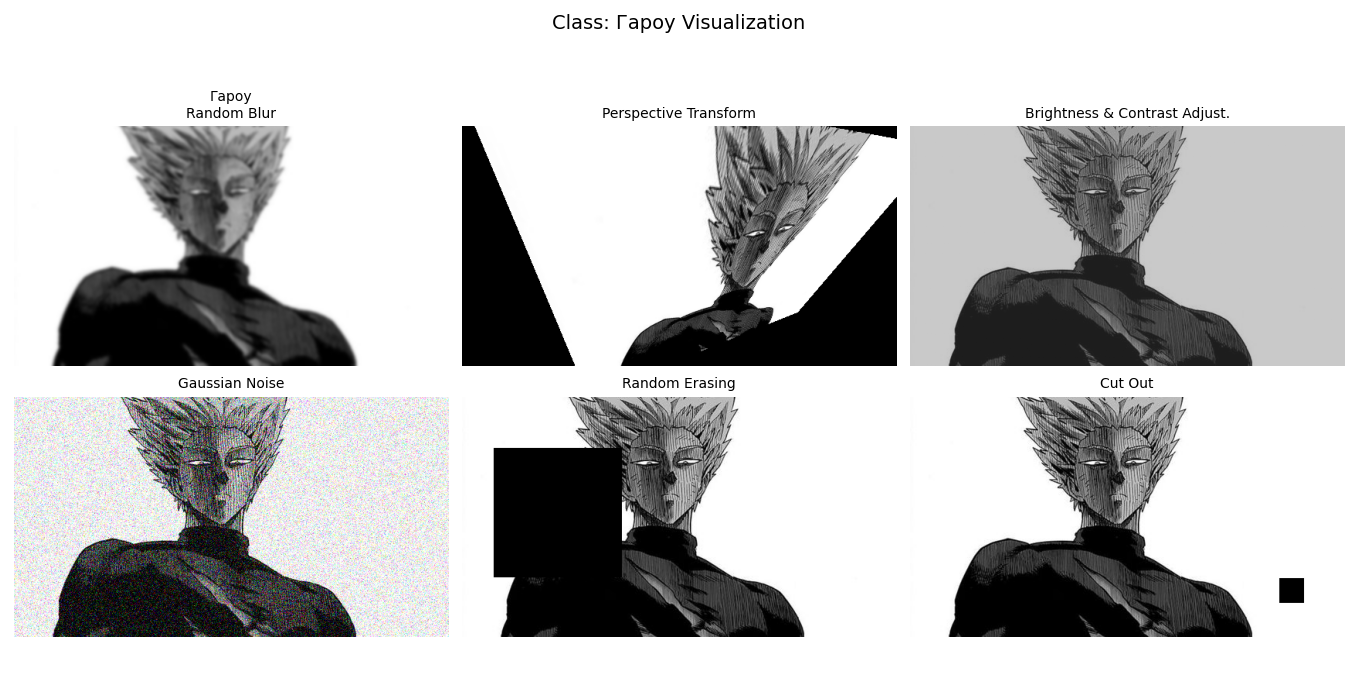 Class: Гароу Visualization
Гароу
Random Blur
Perspective Transform
Brightness & Contrast Adjust.
Gaussian Noise
Random Erasing
Cut Out